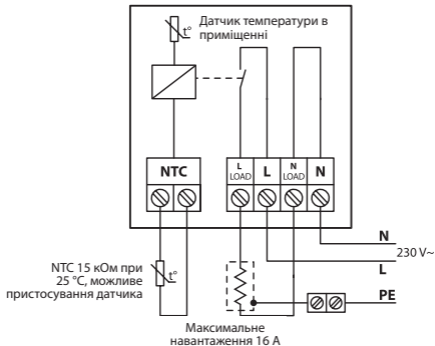 t°
Датчик температури в
приміщенні
NTC
L
LOAD
L
N
LOAD
N
N
230 V~
L
PE
NTC 15 кОм при
25 °C, можливе
пристосування датчика
t°
Максимальне
навантаження 16 А